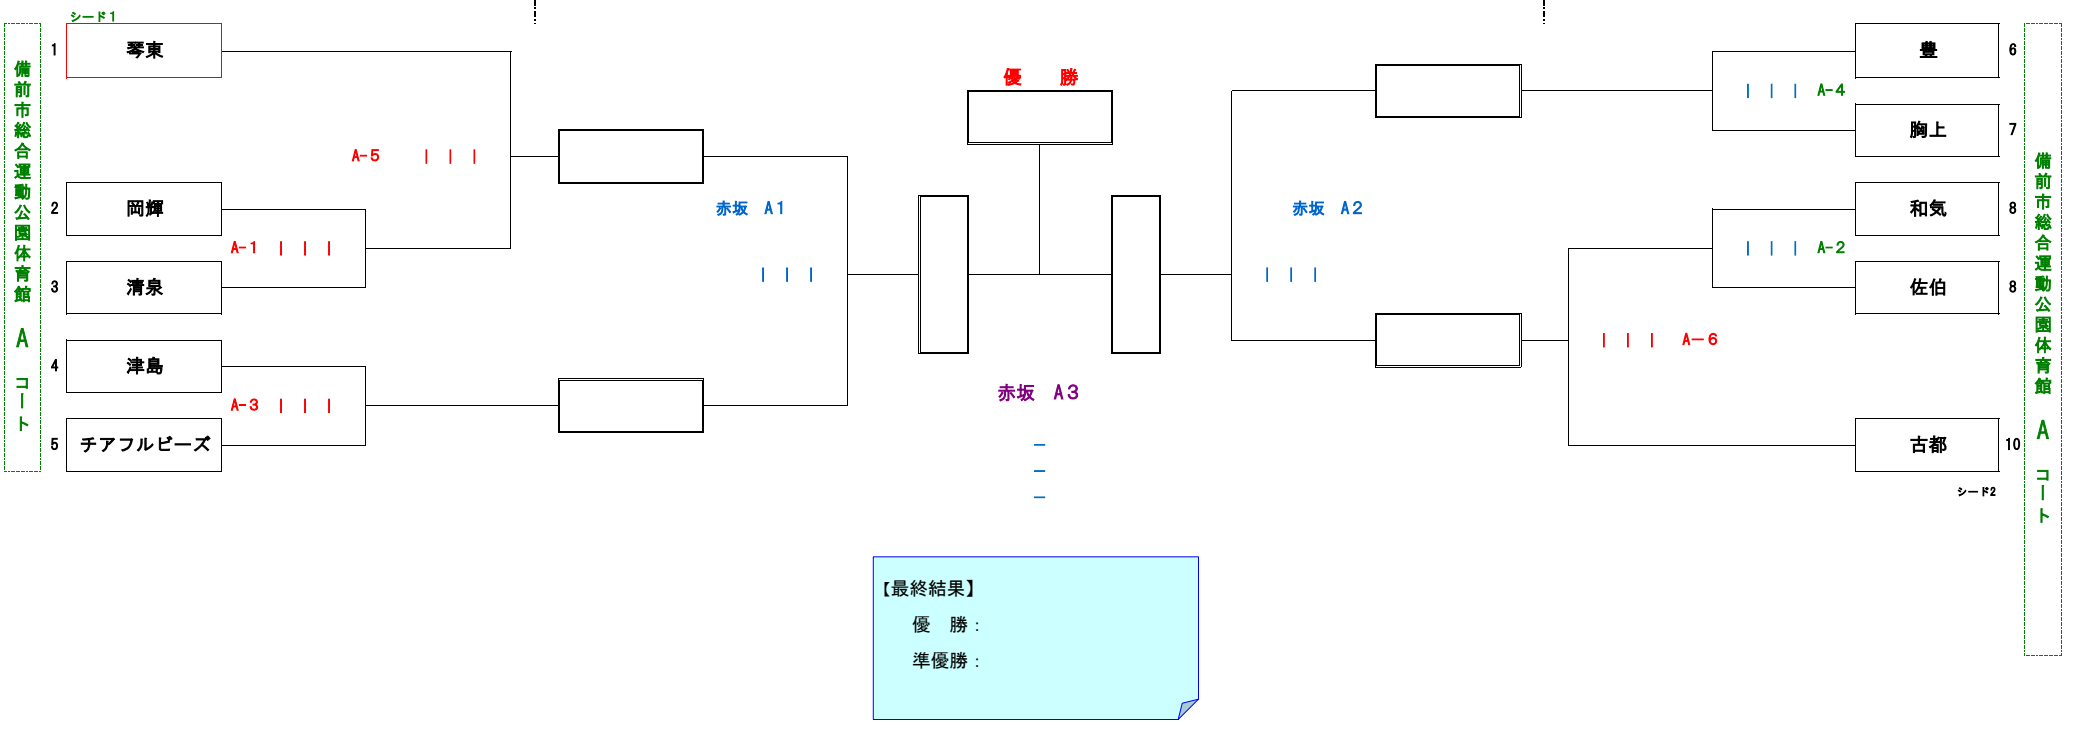 シード1
備前市総合運動公園体育館　A　コート
1 琴東
2 岡輝
3 清泉
4 津島
5 チアフルビーズ
A-5 | | |
A-1 | | |
A-3 | | |
赤坂　A1
| | |
優　勝
赤坂　A3
－
－
－
赤坂　A2
| | |
| | | A-4
| | | A-2
| | | A－6
豊 6
胸上 7
和気 8
佐伯 8
古都 10
シード2
備前市総合運動公園体育館　A　コート
【最終結果】
優　勝：
準優勝：